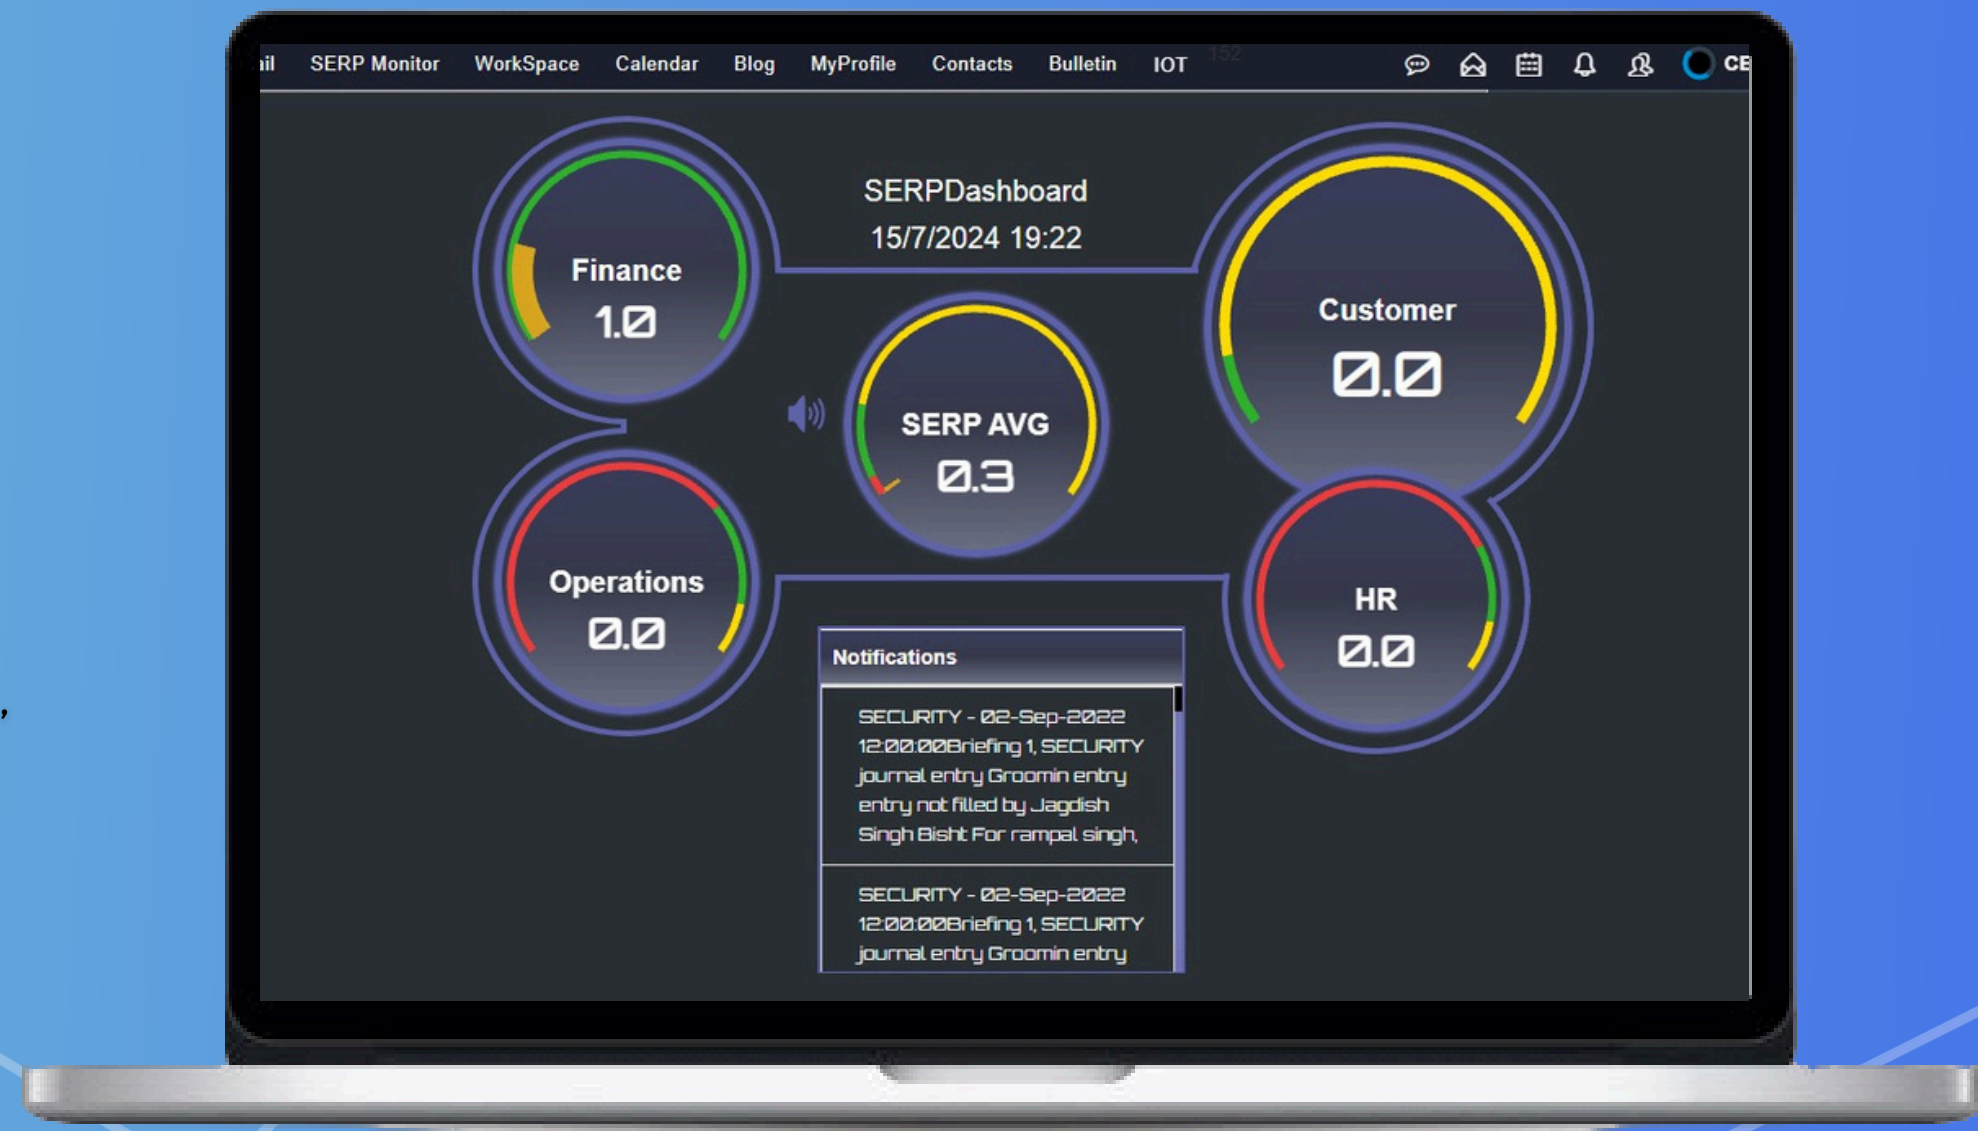 ail SERP Monitor WorkSpace Calendar Blog MyProfile Contacts Bulletin IOT 152 CE
SERPDashboard
15/7/2024 19:22
Finance
1.0
Customer
0.0
SERP AVG
0.3
Operations
0.0
HR
0.0
Notifications
SECURITY - 02-Sep-2022
12:00:00Briefing 1, SECURITY
journal entry Groomin entry
entry not filled by Jagdish
Singh Bisht For rampal singh,
SECURITY - 02-Sep-2022
12:00:00Briefing 1, SECURITY
journal entry Groomin entry
,